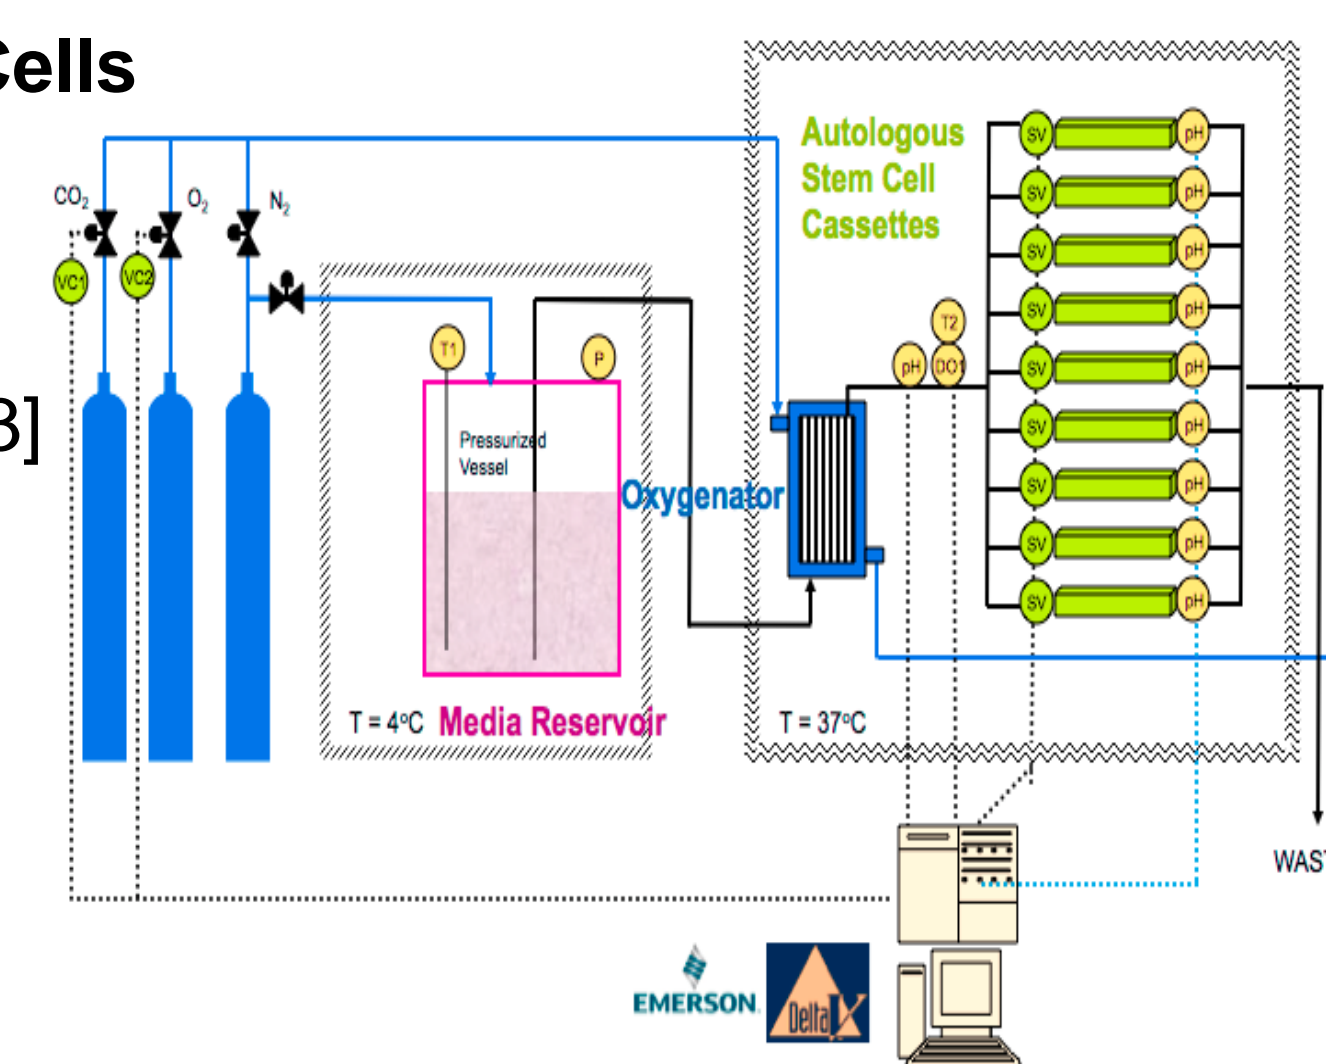 Cells
Autologous
Stem Cell
Cassettes
CO₂
O₂
N₂
VC1
VC2
T1
P
Pressurized
Vessel
3]
Oxygenator
T2
pH
DO1
SV
pH
SV
pH
SV
pH
SV
pH
SV
pH
SV
pH
SV
pH
SV
pH
SV
pH
T = 4°C
Media Reservoir
T = 37°C
WAST
EMERSON.
DeltaV